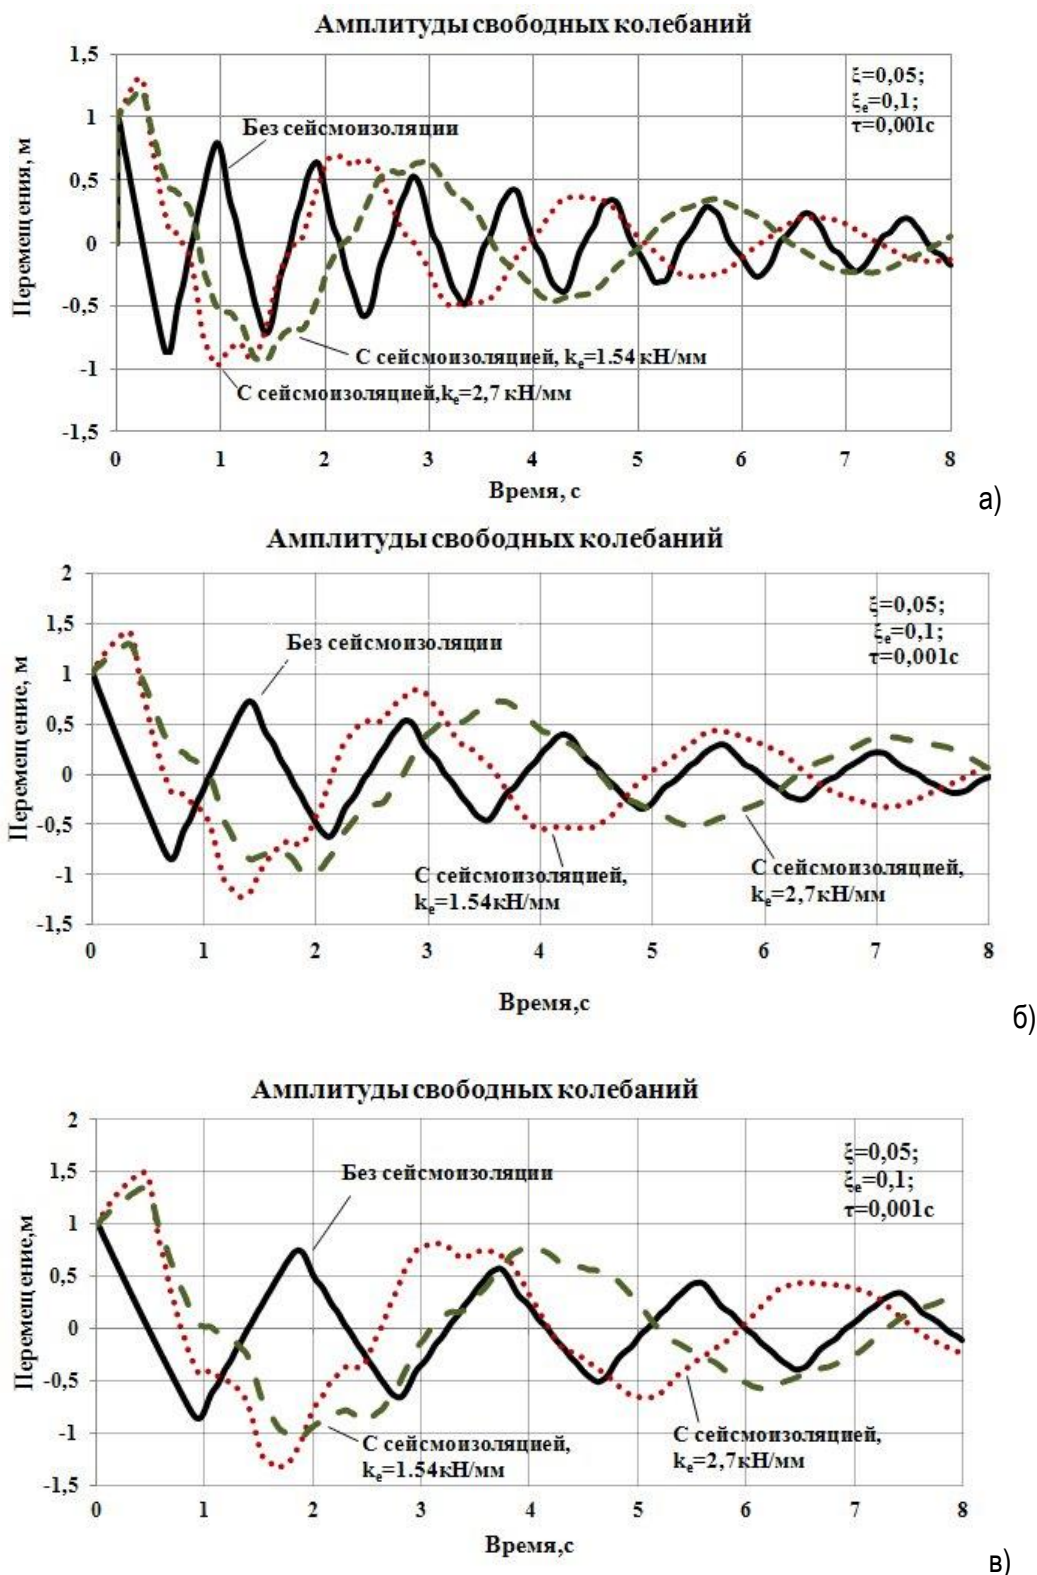 Амплитуды свободных колебаний
1,5
1
0,5
0
-0,5
-1
-1,5
Перемещения, м
ξ=0,05;
ξₑ=0,1;
τ=0,001с
Без сейсмоизоляции
С сейсмоизоляцией, kₑ=1.54 кН/мм
С сейсмоизоляцией,kₑ=2,7 кН/мм
0 1 2 3 4 5 6 7 8
Время, с
а)
Амплитуды свободных колебаний
2
1,5
1
0,5
0
-0,5
-1
-1,5
Перемещение, м
ξ=0,05;
ξₑ=0,1;
τ=0,001с
Без сейсмоизоляции
С сейсмоизоляцией,
kₑ=1.54кН/мм
С сейсмоизоляцией,
kₑ=2,7кН/мм
0 1 2 3 4 5 6 7 8
Время,с
б)
Амплитуды свободных колебаний
2
1,5
1
0,5
0
-0,5
-1
-1,5
Перемещение,м
ξ=0,05;
ξₑ=0,1;
τ=0,001с
Без сейсмоизоляции
С сейсмоизоляцией,
kₑ=1.54кН/мм
С сейсмоизоляцией,
kₑ=2,7кН/мм
0 1 2 3 4 5 6 7 8
Время,с
в)